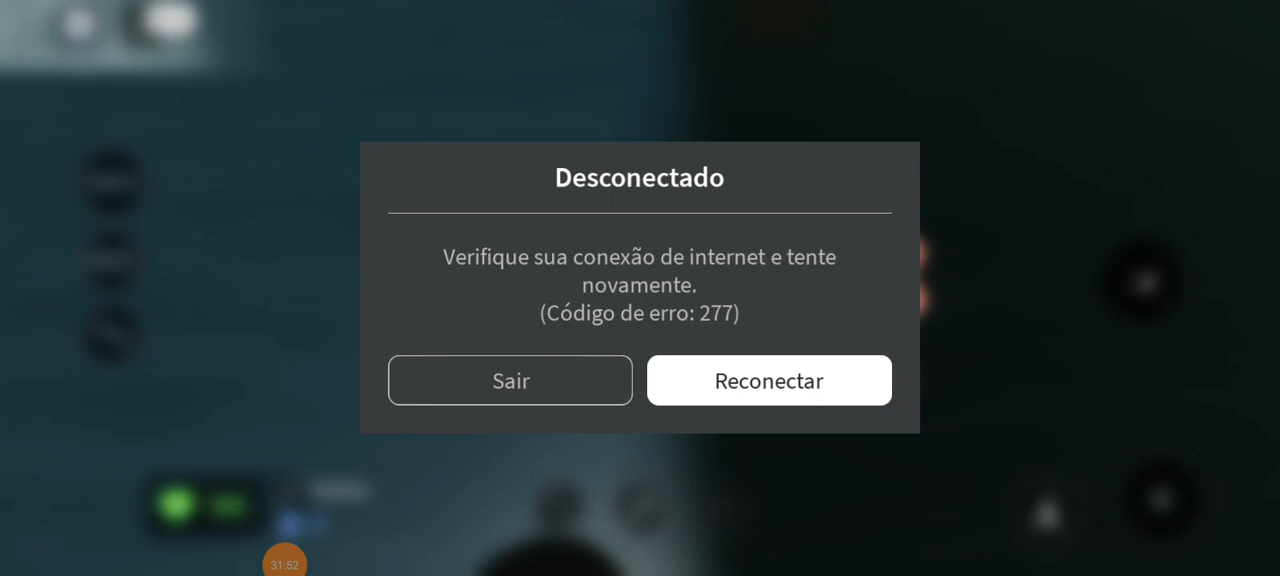 Desconectado
Verifique sua conexão de internet e tente
novamente.
(Código de erro: 277)
Sair
Reconectar
31:52